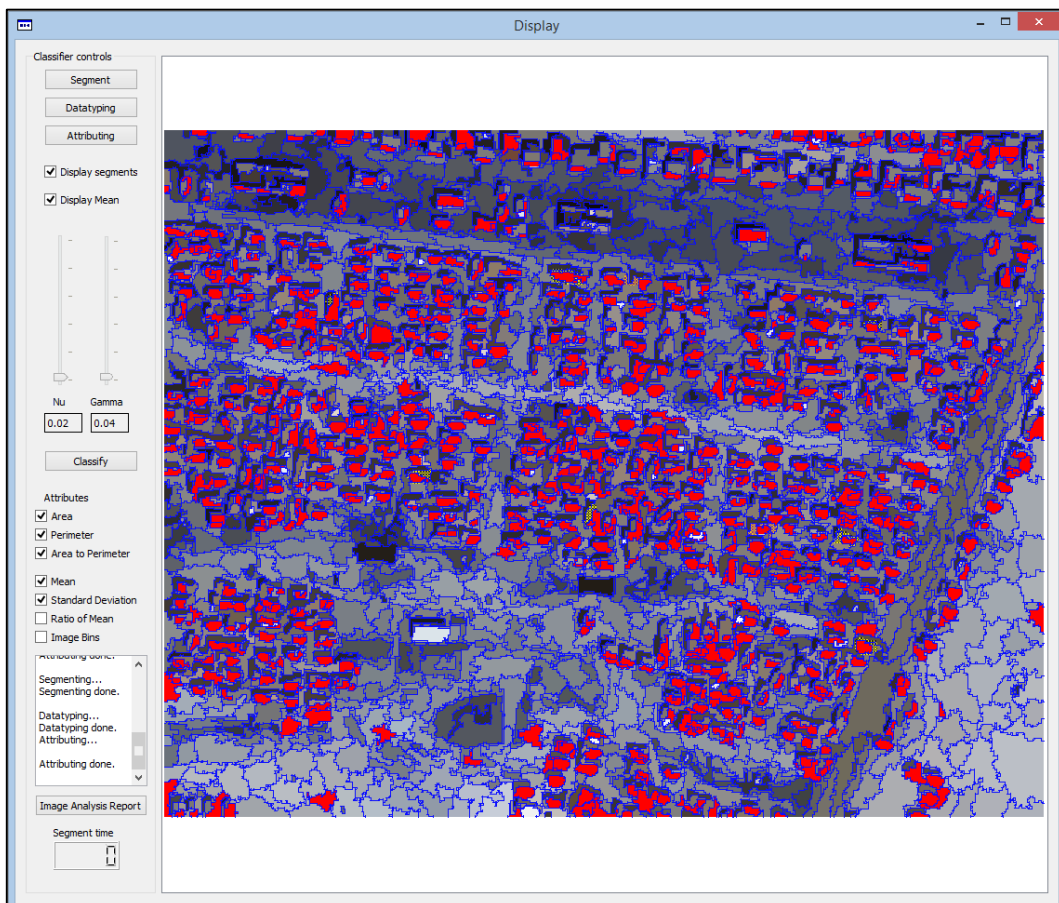 Display
Classifier controls
Segment
Datatyping
Attributing
Display segments
Display Mean
Nu
Gamma
0.02
0.04
Classify
Attributes
Area
Perimeter
Area to Perimeter
Mean
Standard Deviation
Ratio of Mean
Image Bins
Attributing done.
Segmenting...
Segmenting done.
Datatyping...
Datatyping done.
Attributing...
Attributing done.
Image Analysis Report
Segment time
0